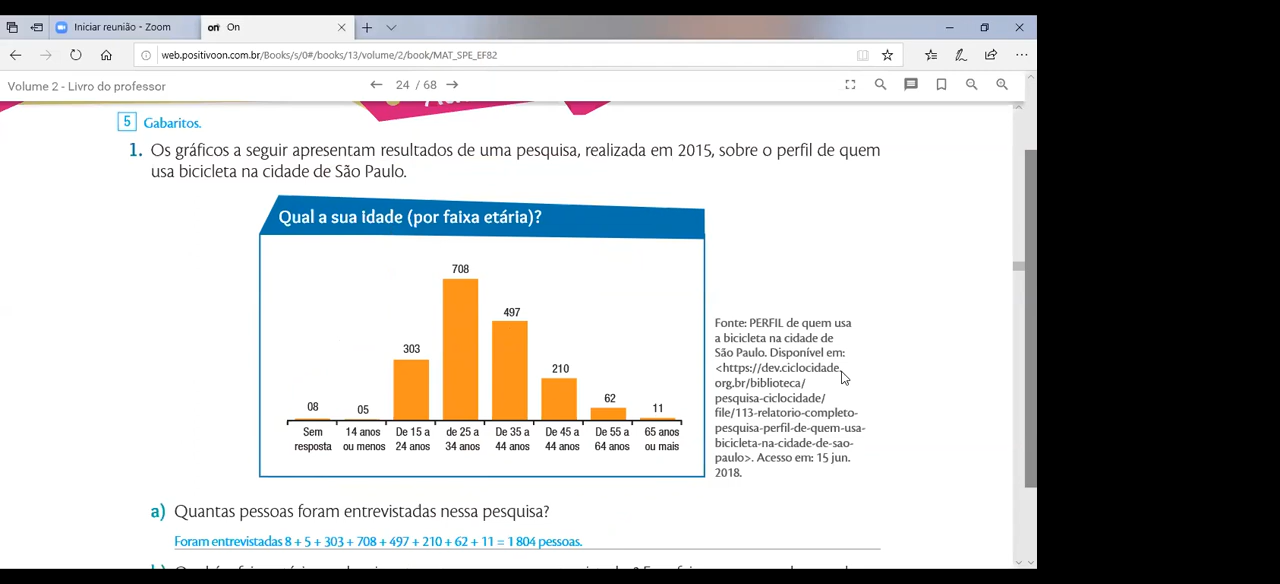 Iniciar reunião - Zoom
on On
web.positivoon.com.br/Books/s/0#/books/13/volume/2/book/MAT_SPE_EF82
Volume 2 - Livro do professor
24 / 68
5 Gabaritos.
1. Os gráficos a seguir apresentam resultados de uma pesquisa, realizada em 2015, sobre o perfil de quem
usa bicicleta na cidade de São Paulo.
Qual a sua idade (por faixa etária)?
708
497
303
210
62
08
05
11
Sem resposta
14 anos ou menos
De 15 a 24 anos
de 25 a 34 anos
De 35 a 44 anos
De 45 a 44 anos
De 55 a 64 anos
65 anos ou mais
Fonte: PERFIL de quem usa
a bicicleta na cidade de
São Paulo. Disponível em:
<https://dev.ciclocidade.
org.br/biblioteca/
pesquisa-ciclocidade/
file/113-relatorio-completo-
pesquisa-perfil-de-quem-usa-
bicicleta-na-cidade-de-sao-
paulo>. Acesso em: 15 jun.
2018.
a) Quantas pessoas foram entrevistadas nessa pesquisa?
Foram entrevistadas 8 + 5 + 303 + 708 + 497 + 210 + 62 + 11 = 1 804 pessoas.